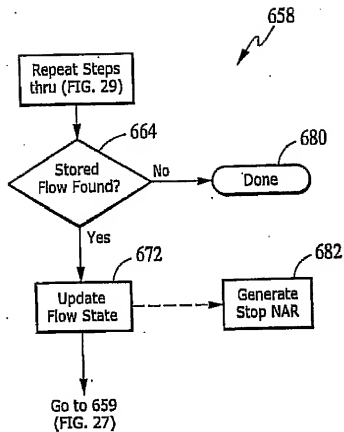 658
Repeat Steps
thru (FIG. 29)
664
Stored
Flow Found?
No
680
Done
Yes
672
Update
Flow State
682
Generate
Stop NAR
Go to 659
(FIG. 27)